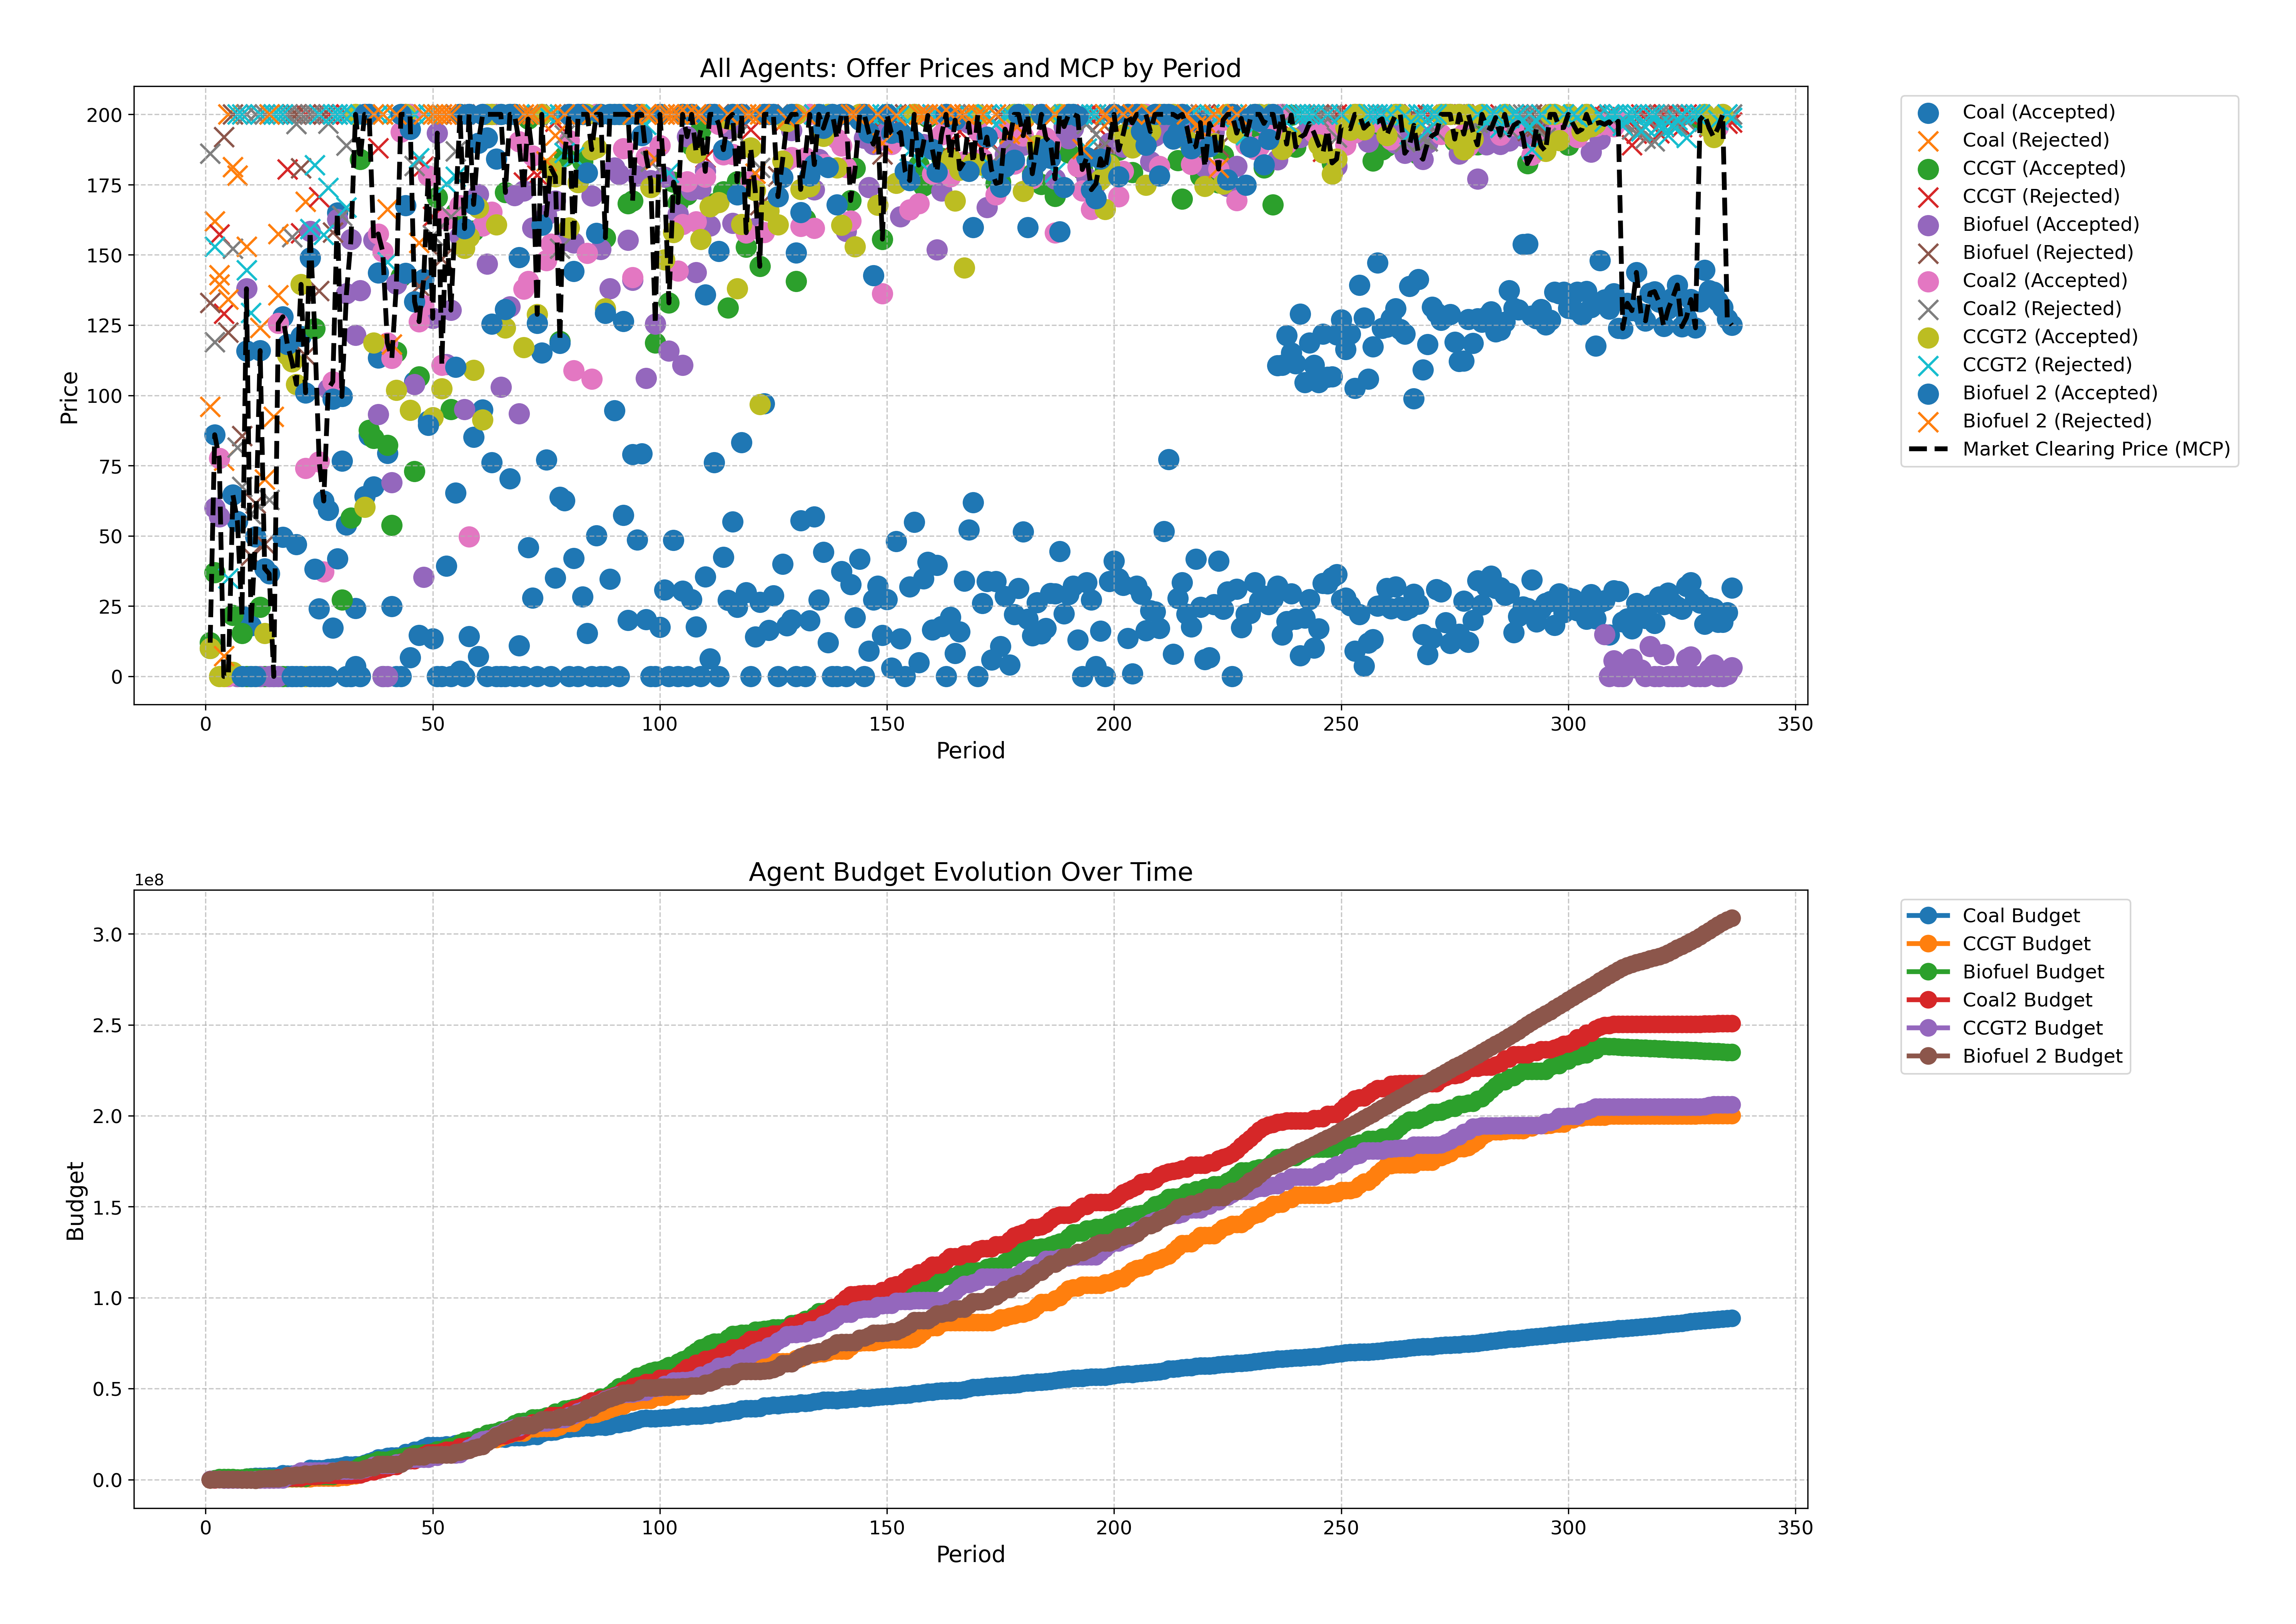 All Agents: Offer Prices and MCP by Period
Price
200
175
150
125
100
75
50
25
0
0
50
100
150
200
250
300
350
Period
Coal (Accepted)
Coal (Rejected)
CCGT (Accepted)
CCGT (Rejected)
Biofuel (Accepted)
Biofuel (Rejected)
Coal2 (Accepted)
Coal2 (Rejected)
CCGT2 (Accepted)
CCGT2 (Rejected)
Biofuel 2 (Accepted)
Biofuel 2 (Rejected)
Market Clearing Price (MCP)
Agent Budget Evolution Over Time
1e8
Budget
3.0
2.5
2.0
1.5
1.0
0.5
0.0
0
50
100
150
200
250
300
350
Period
Coal Budget
CCGT Budget
Biofuel Budget
Coal2 Budget
CCGT2 Budget
Biofuel 2 Budget